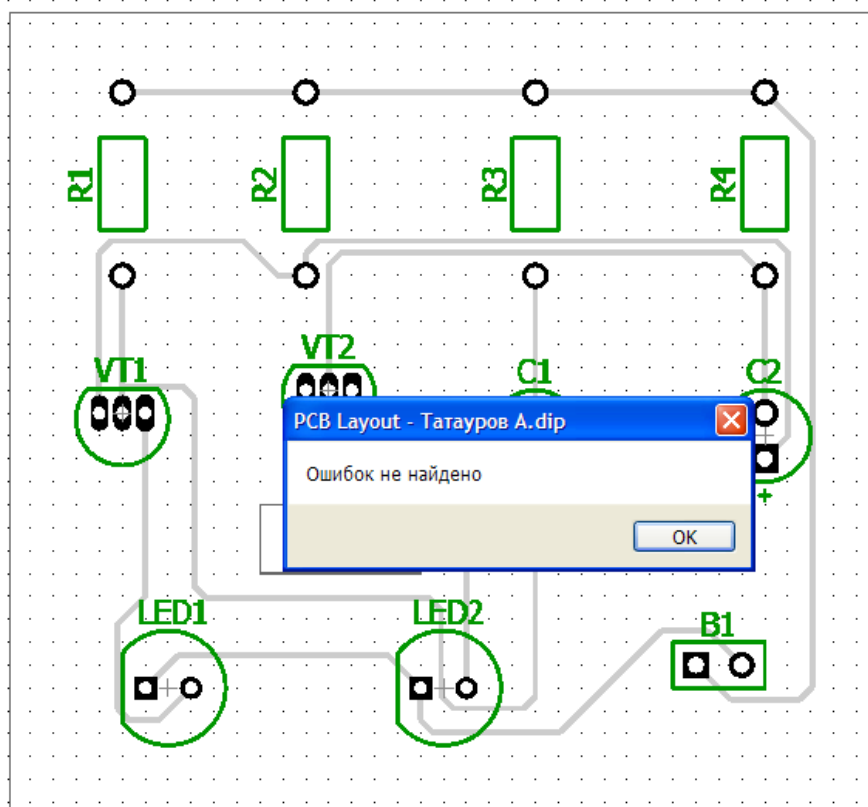 R1
R2
R3
R4
VT1
VT2
C1
C2
PCB Layout - Татауров А.dip
Ошибок не найдено
OK
+
LED1
LED2
B1